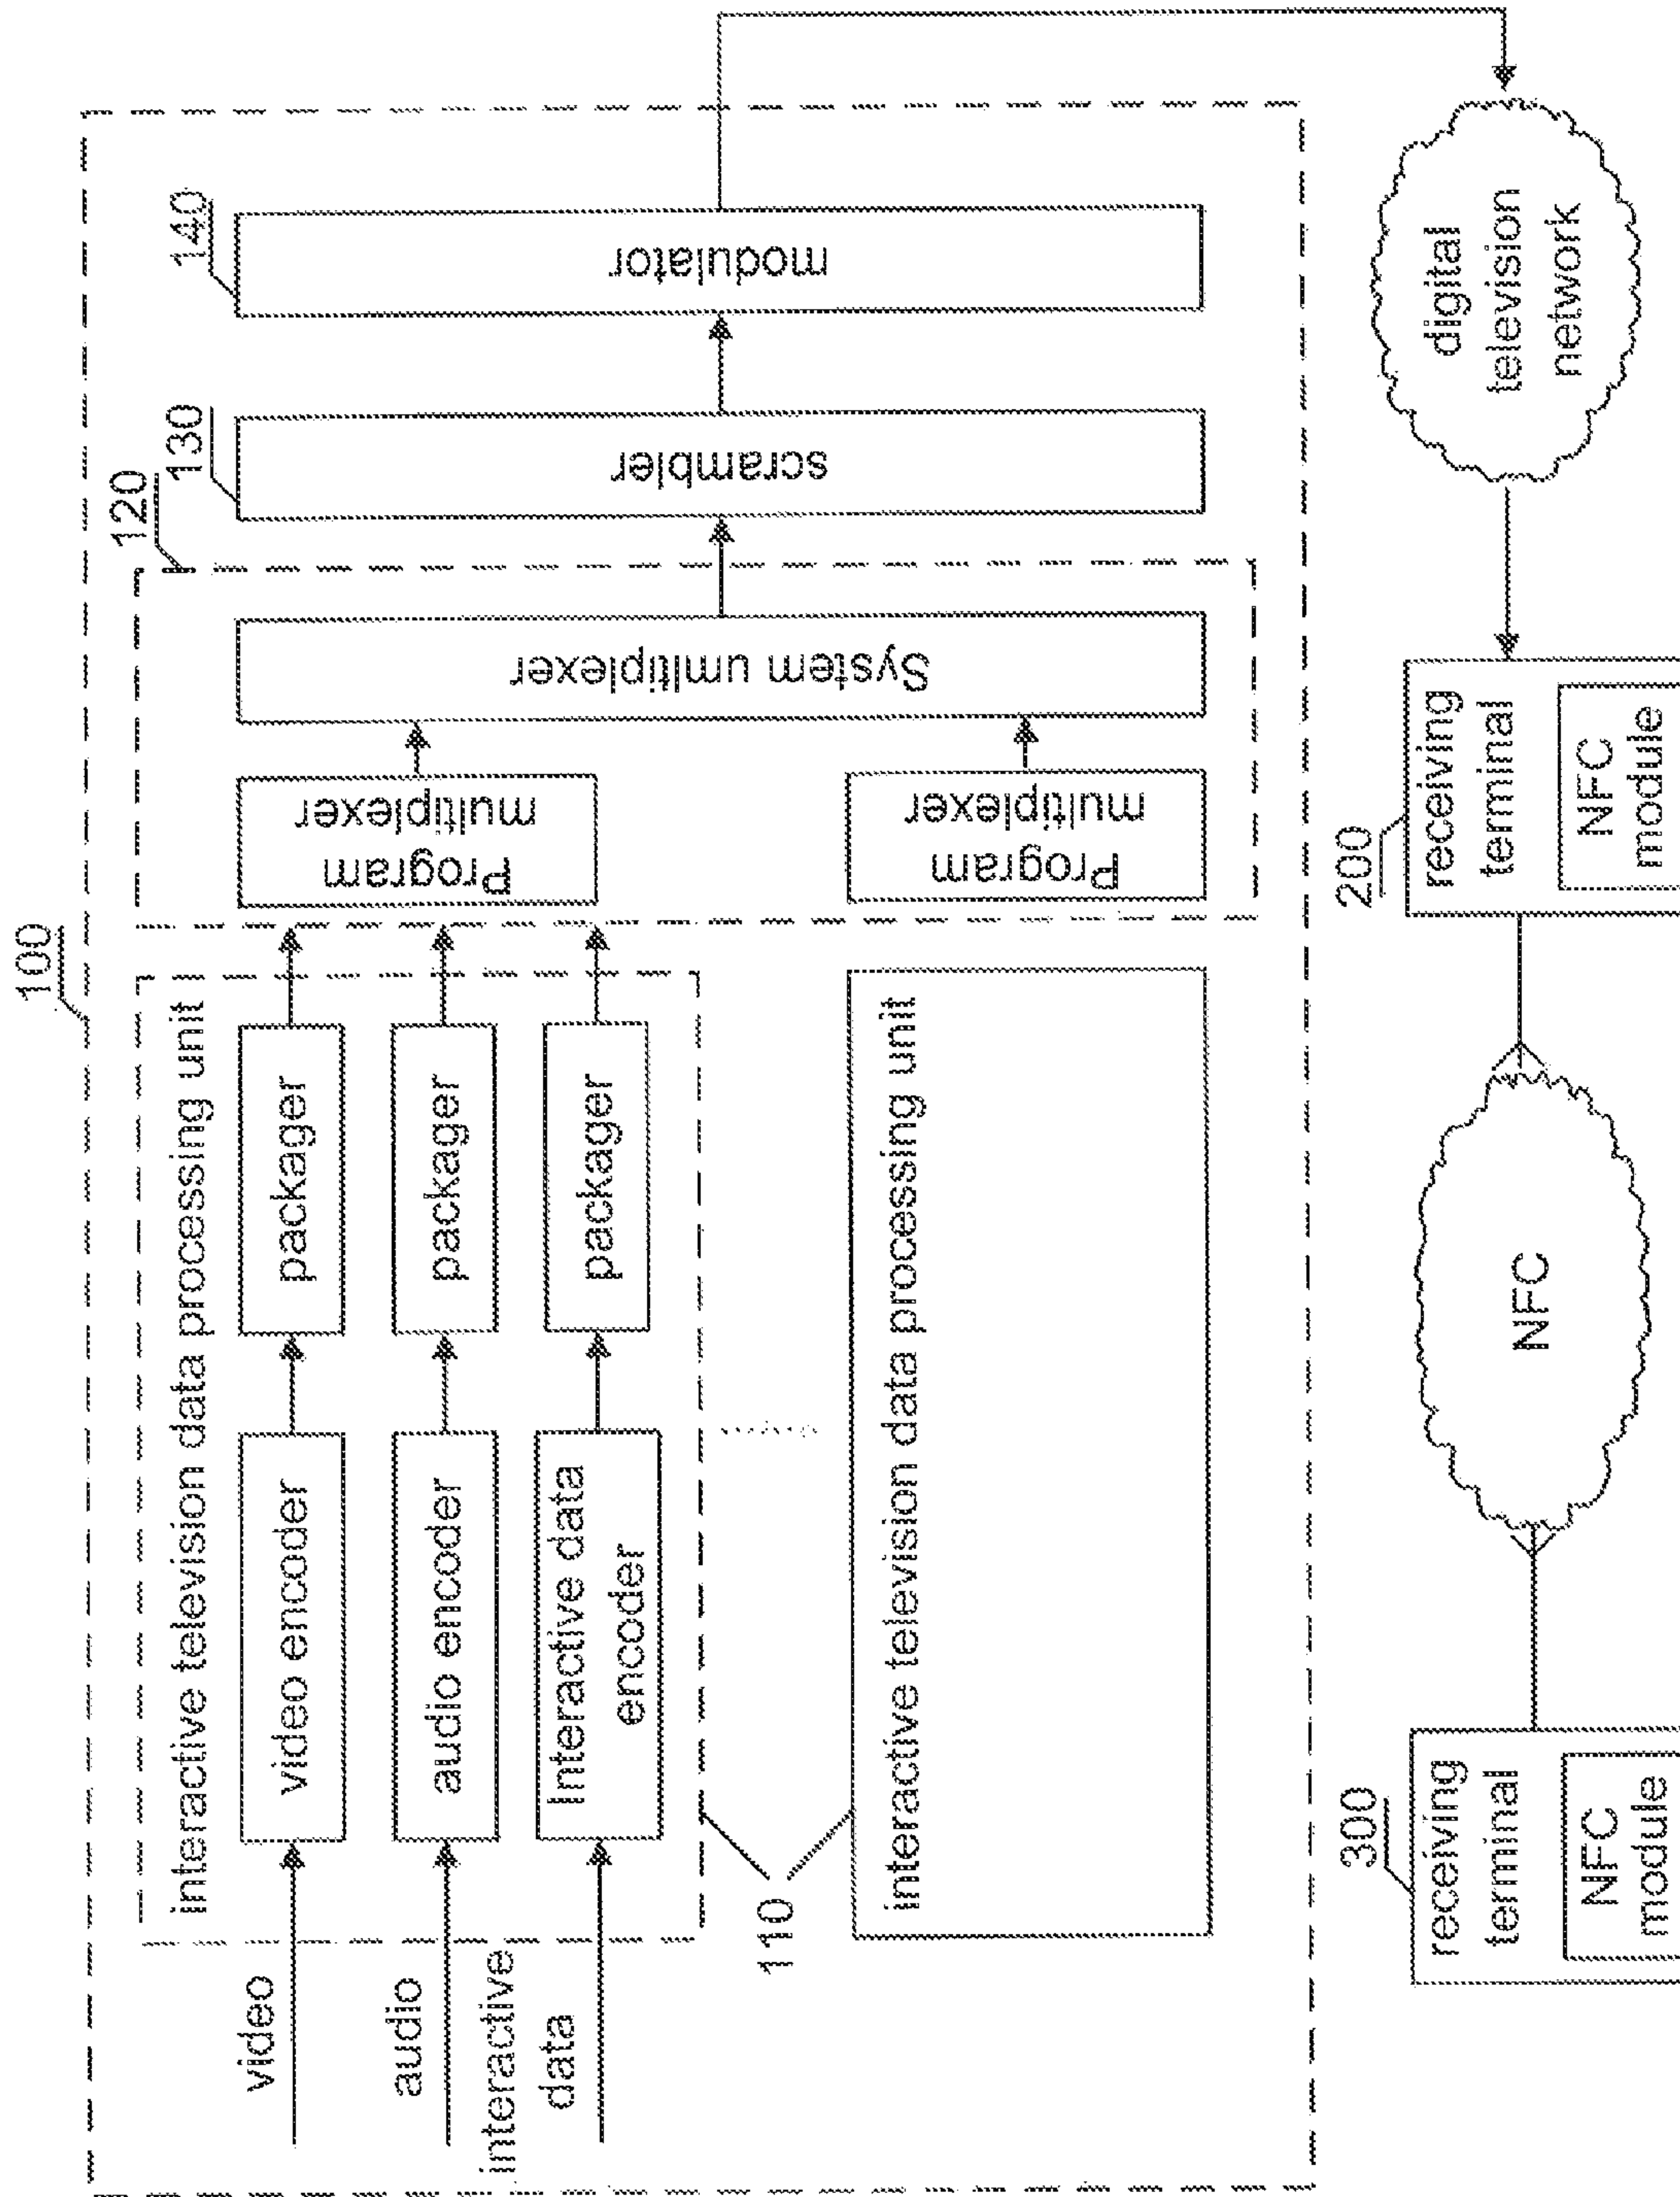 100
120
130
140
interactive television data processing unit
video
video encoder
packager
audio
audio encoder
packager
interactive
data
Interactive data
encoder
packager
Program
multiplexer
System umltiplexer
scrambler
modulator
110
interactive television data processing unit
Program
multiplexer
300
receiving
terminal
NFC
module
NFC
200
receiving
terminal
NFC
module
digital
television
network